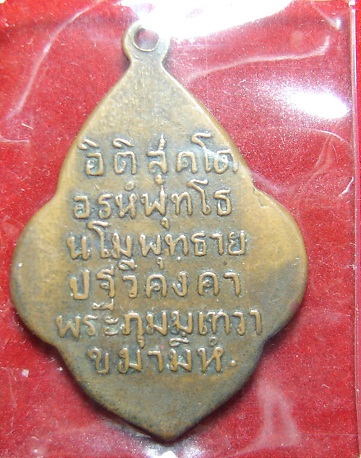 อิติสุคโต
อรหํพุทโธ
นโมพุทธาย
ปฐวีคงคา
พระภุมมเทวา
ขมามิหํ.